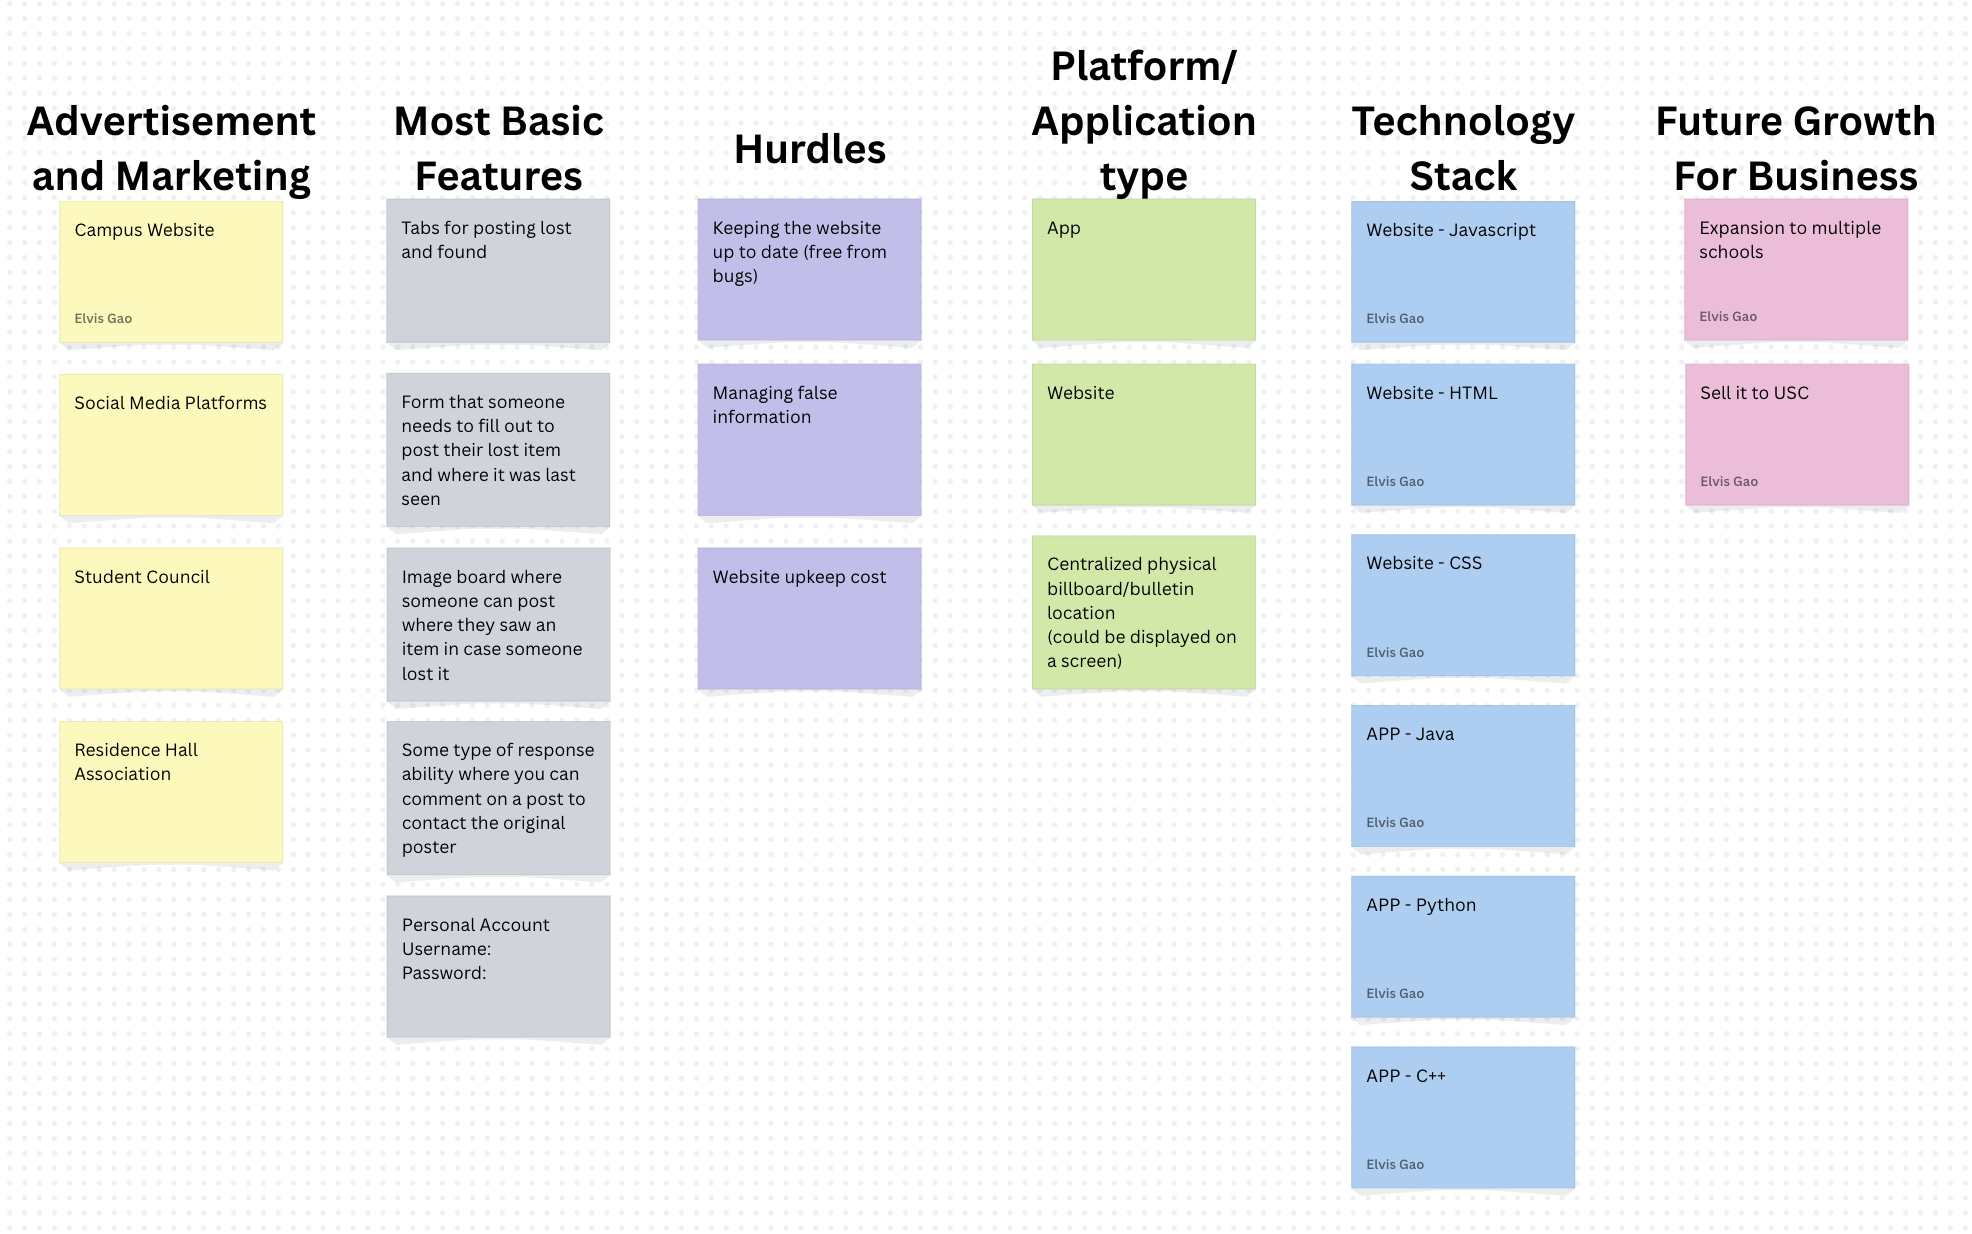 Advertisement
and Marketing
Campus Website
Elvis Gao
Social Media Platforms
Student Council
Residence Hall
Association
Most Basic
Features
Tabs for posting lost
and found
Form that someone
needs to fill out to
post their lost item
and where it was last
seen
Image board where
someone can post
where they saw an
item in case someone
lost it
Some type of response
ability where you can
comment on a post to
contact the original
poster
Personal Account
Username:
Password:
Hurdles
Keeping the website
up to date (free from
bugs)
Managing false
information
Website upkeep cost
Platform/
Application
type
App
Website
Centralized physical
billboard/bulletin
location
(could be displayed on
a screen)
Technology
Stack
Website - Javascript
Elvis Gao
Website - HTML
Elvis Gao
Website - CSS
Elvis Gao
APP - Java
Elvis Gao
APP - Python
Elvis Gao
APP - C++
Elvis Gao
Future Growth
For Business
Expansion to multiple
schools
Elvis Gao
Sell it to USC
Elvis Gao